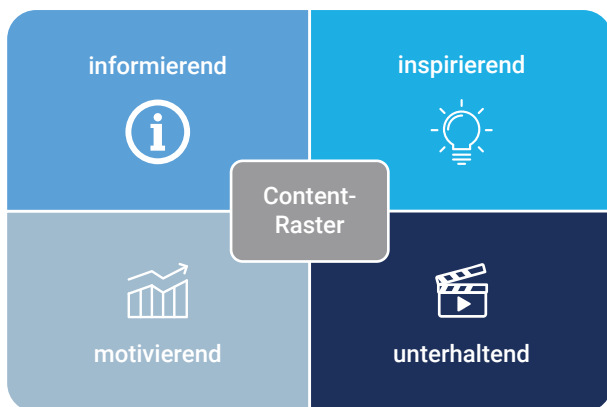 informierend
inspirierend
Content-
Raster
motivierend
unterhaltend